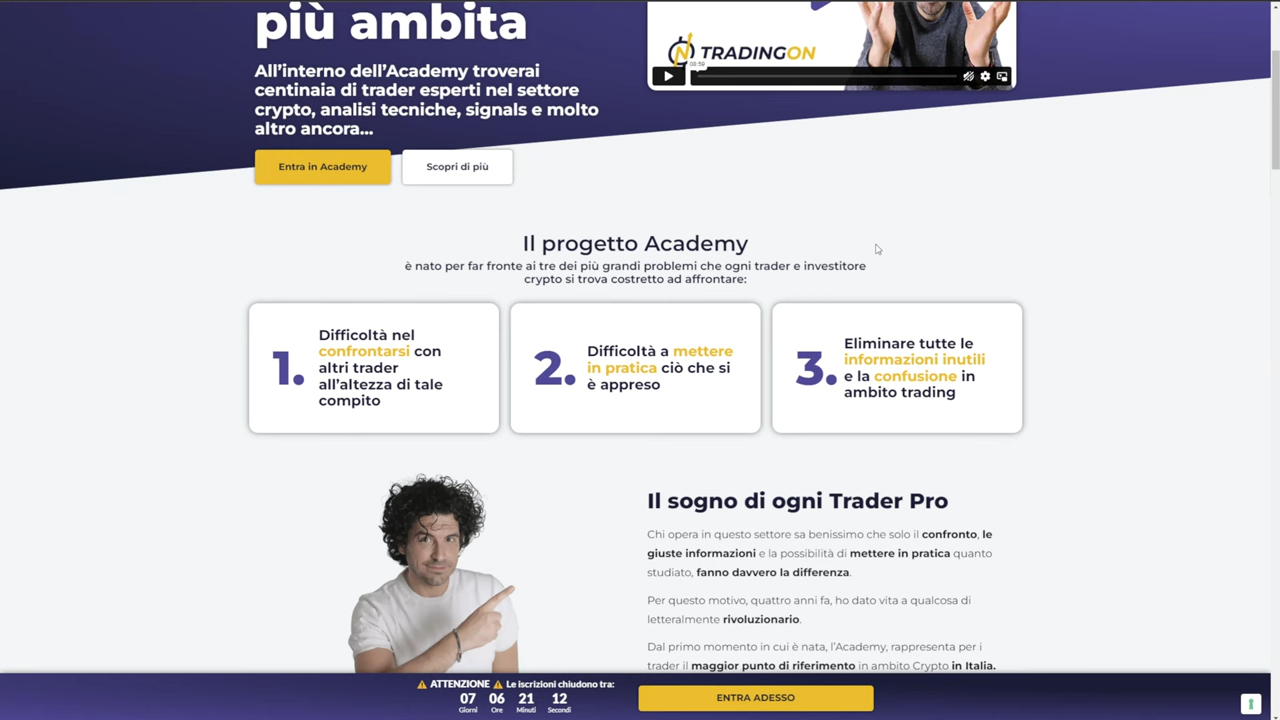 più ambita
All’interno dell’Academy troverai
centinaia di trader esperti nel settore
crypto, analisi tecniche, signals e molto
altro ancora...
Entra in Academy
Scopri di più
TRADINGON
08:59
Il progetto Academy
è nato per far fronte ai tre dei più grandi problemi che ogni trader e investitore
crypto si trova costretto ad affrontare:
1.
Difficoltà nel
confrontarsi con
altri trader
all’altezza di tale
compito
2.
Difficoltà a mettere
in pratica ciò che si
è appreso
3.
Eliminare tutte le
informazioni inutili
e la confusione in
ambito trading
Il sogno di ogni Trader Pro
Chi opera in questo settore sa benissimo che solo il confronto, le
giuste informazioni e la possibilità di mettere in pratica quanto
studiato, fanno davvero la differenza.
Per questo motivo, quattro anni fa, ho dato vita a qualcosa di
letteralmente rivoluzionario.
Dal primo momento in cui è nata, l’Academy, rappresenta per i
trader il maggior punto di riferimento in ambito Crypto in Italia.
⚠️ ATTENZIONE ⚠️ Le iscrizioni chiudono tra:
07 06 21 12
Giorni Ore Minuti Secondi
ENTRA ADESSO